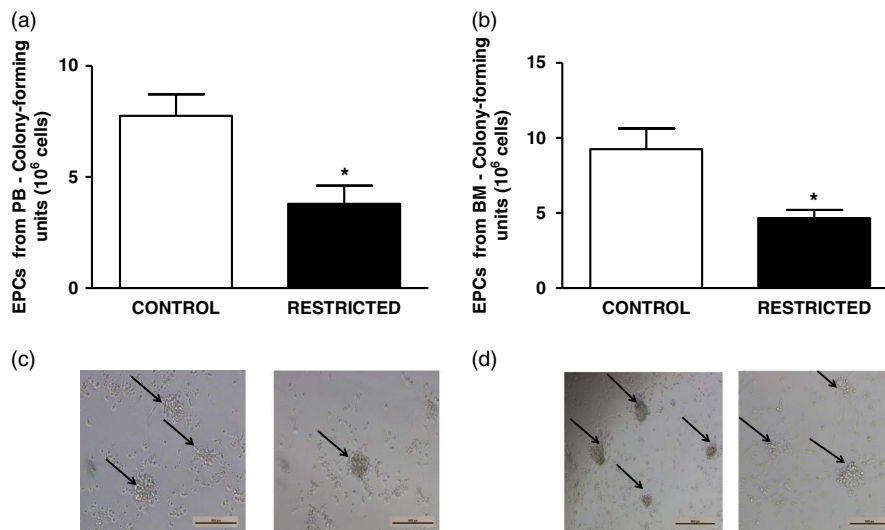 (a)
10
5
0
EPCs from PB - Colony-forming
units (10⁶ cells)
*
CONTROL
RESTRICTED
(b)
15
10
5
0
EPCs from BM - Colony-forming
units (10⁶ cells)
*
CONTROL
RESTRICTED
(c)
(d)